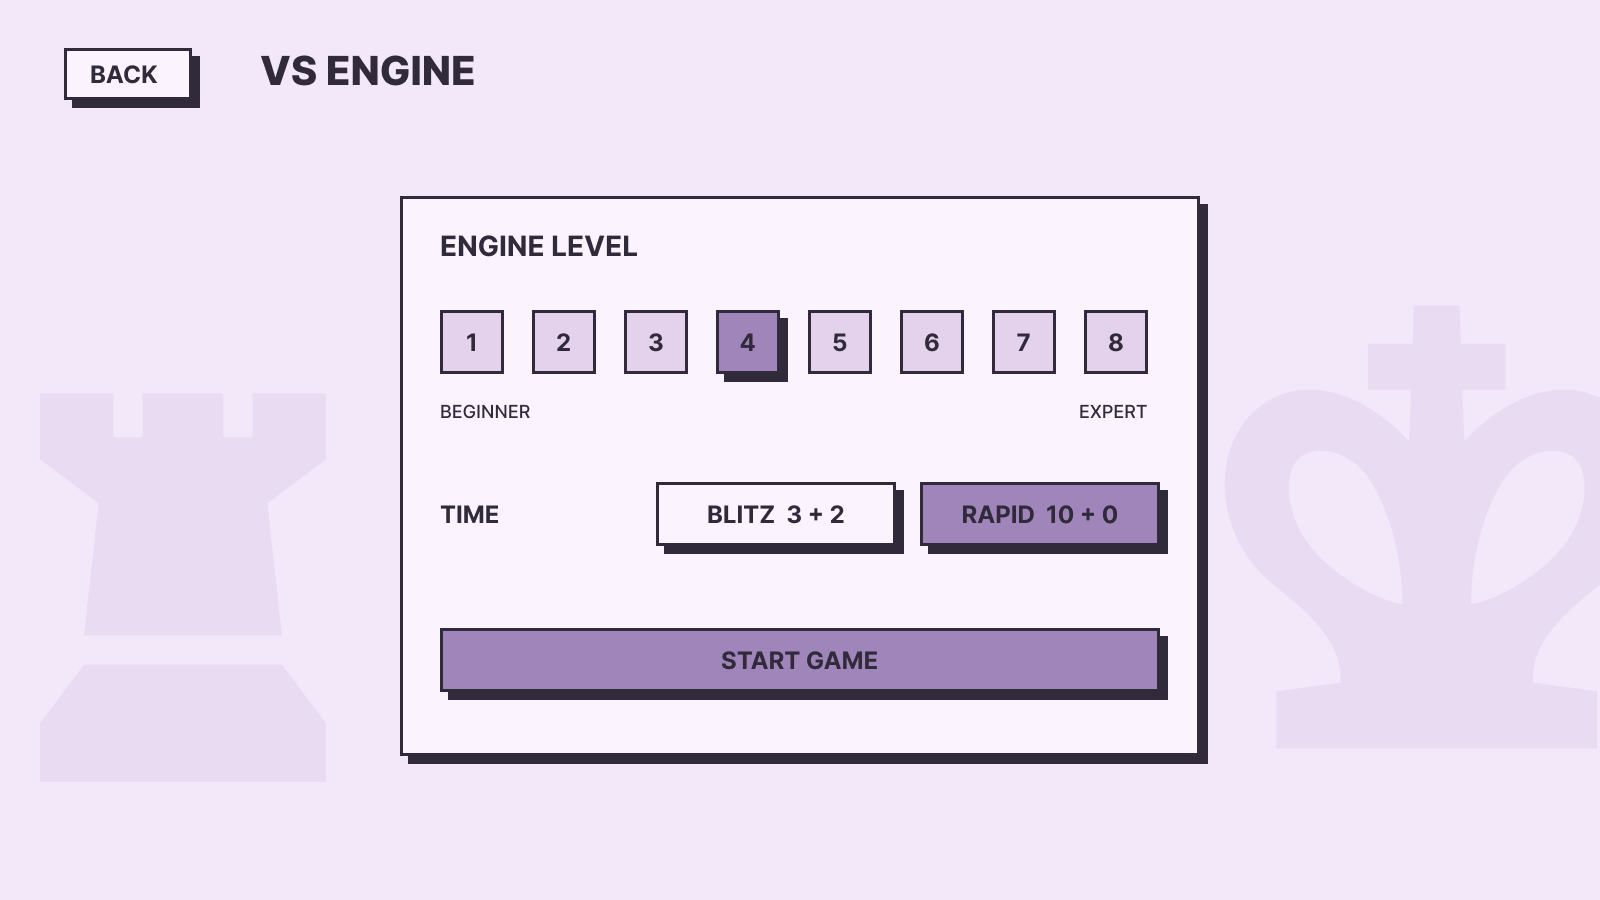 BACK
VS ENGINE
ENGINE LEVEL
1 2 3 4 5 6 7 8
BEGINNER EXPERT
TIME BLITZ 3 + 2 RAPID 10 + 0
START GAME